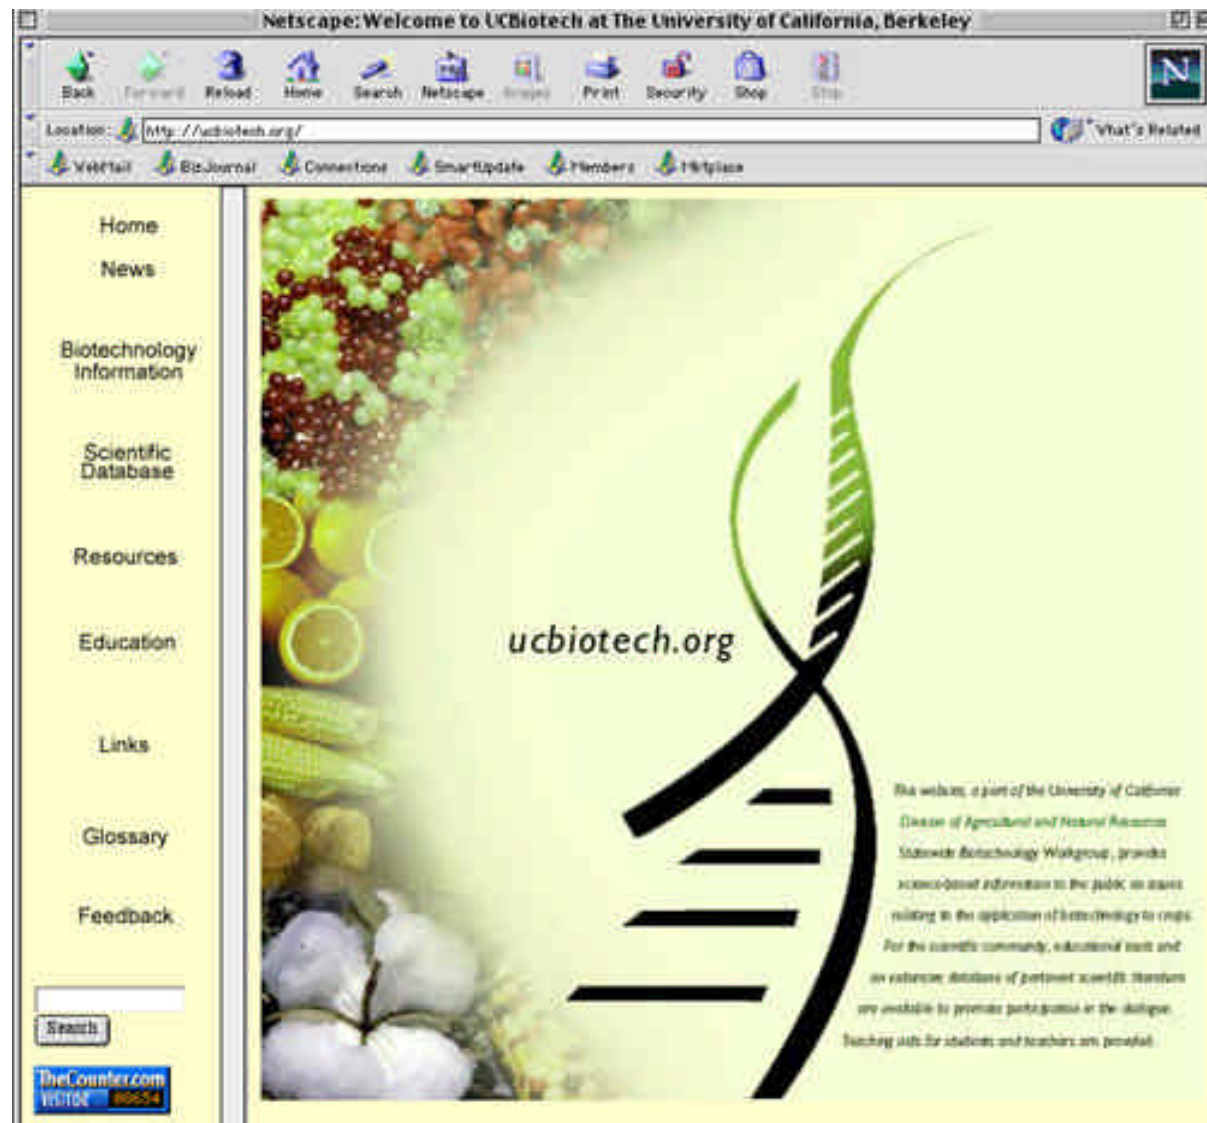 Netscape: Welcome to UCBiotech at The University of California, Berkeley
Back Forward Reload Home Search Netscape Images Print Security Shop Stop
N
Location: http://ucbiotech.org/ What's Related
WebMail BizJournal Connections SmartUpdate Members Mktplace
Home
News
Biotechnology
Information
Scientific
Database
Resources
Education
Links
Glossary
Feedback
Search
TheCounter.com
VISITOR 00654
ucbiotech.org
This website, a part of the University of California
Division of Agricultural and Natural Resources
Statewide Biotechnology Workgroup, provides
science-based information to the public on issues
relating to the application of biotechnology to crops.
For the scientific community, educational tools and
an extensive database of pertinent scientific literature
are available to promote participation in the dialogue.
Teaching aids for students and teachers are provided.